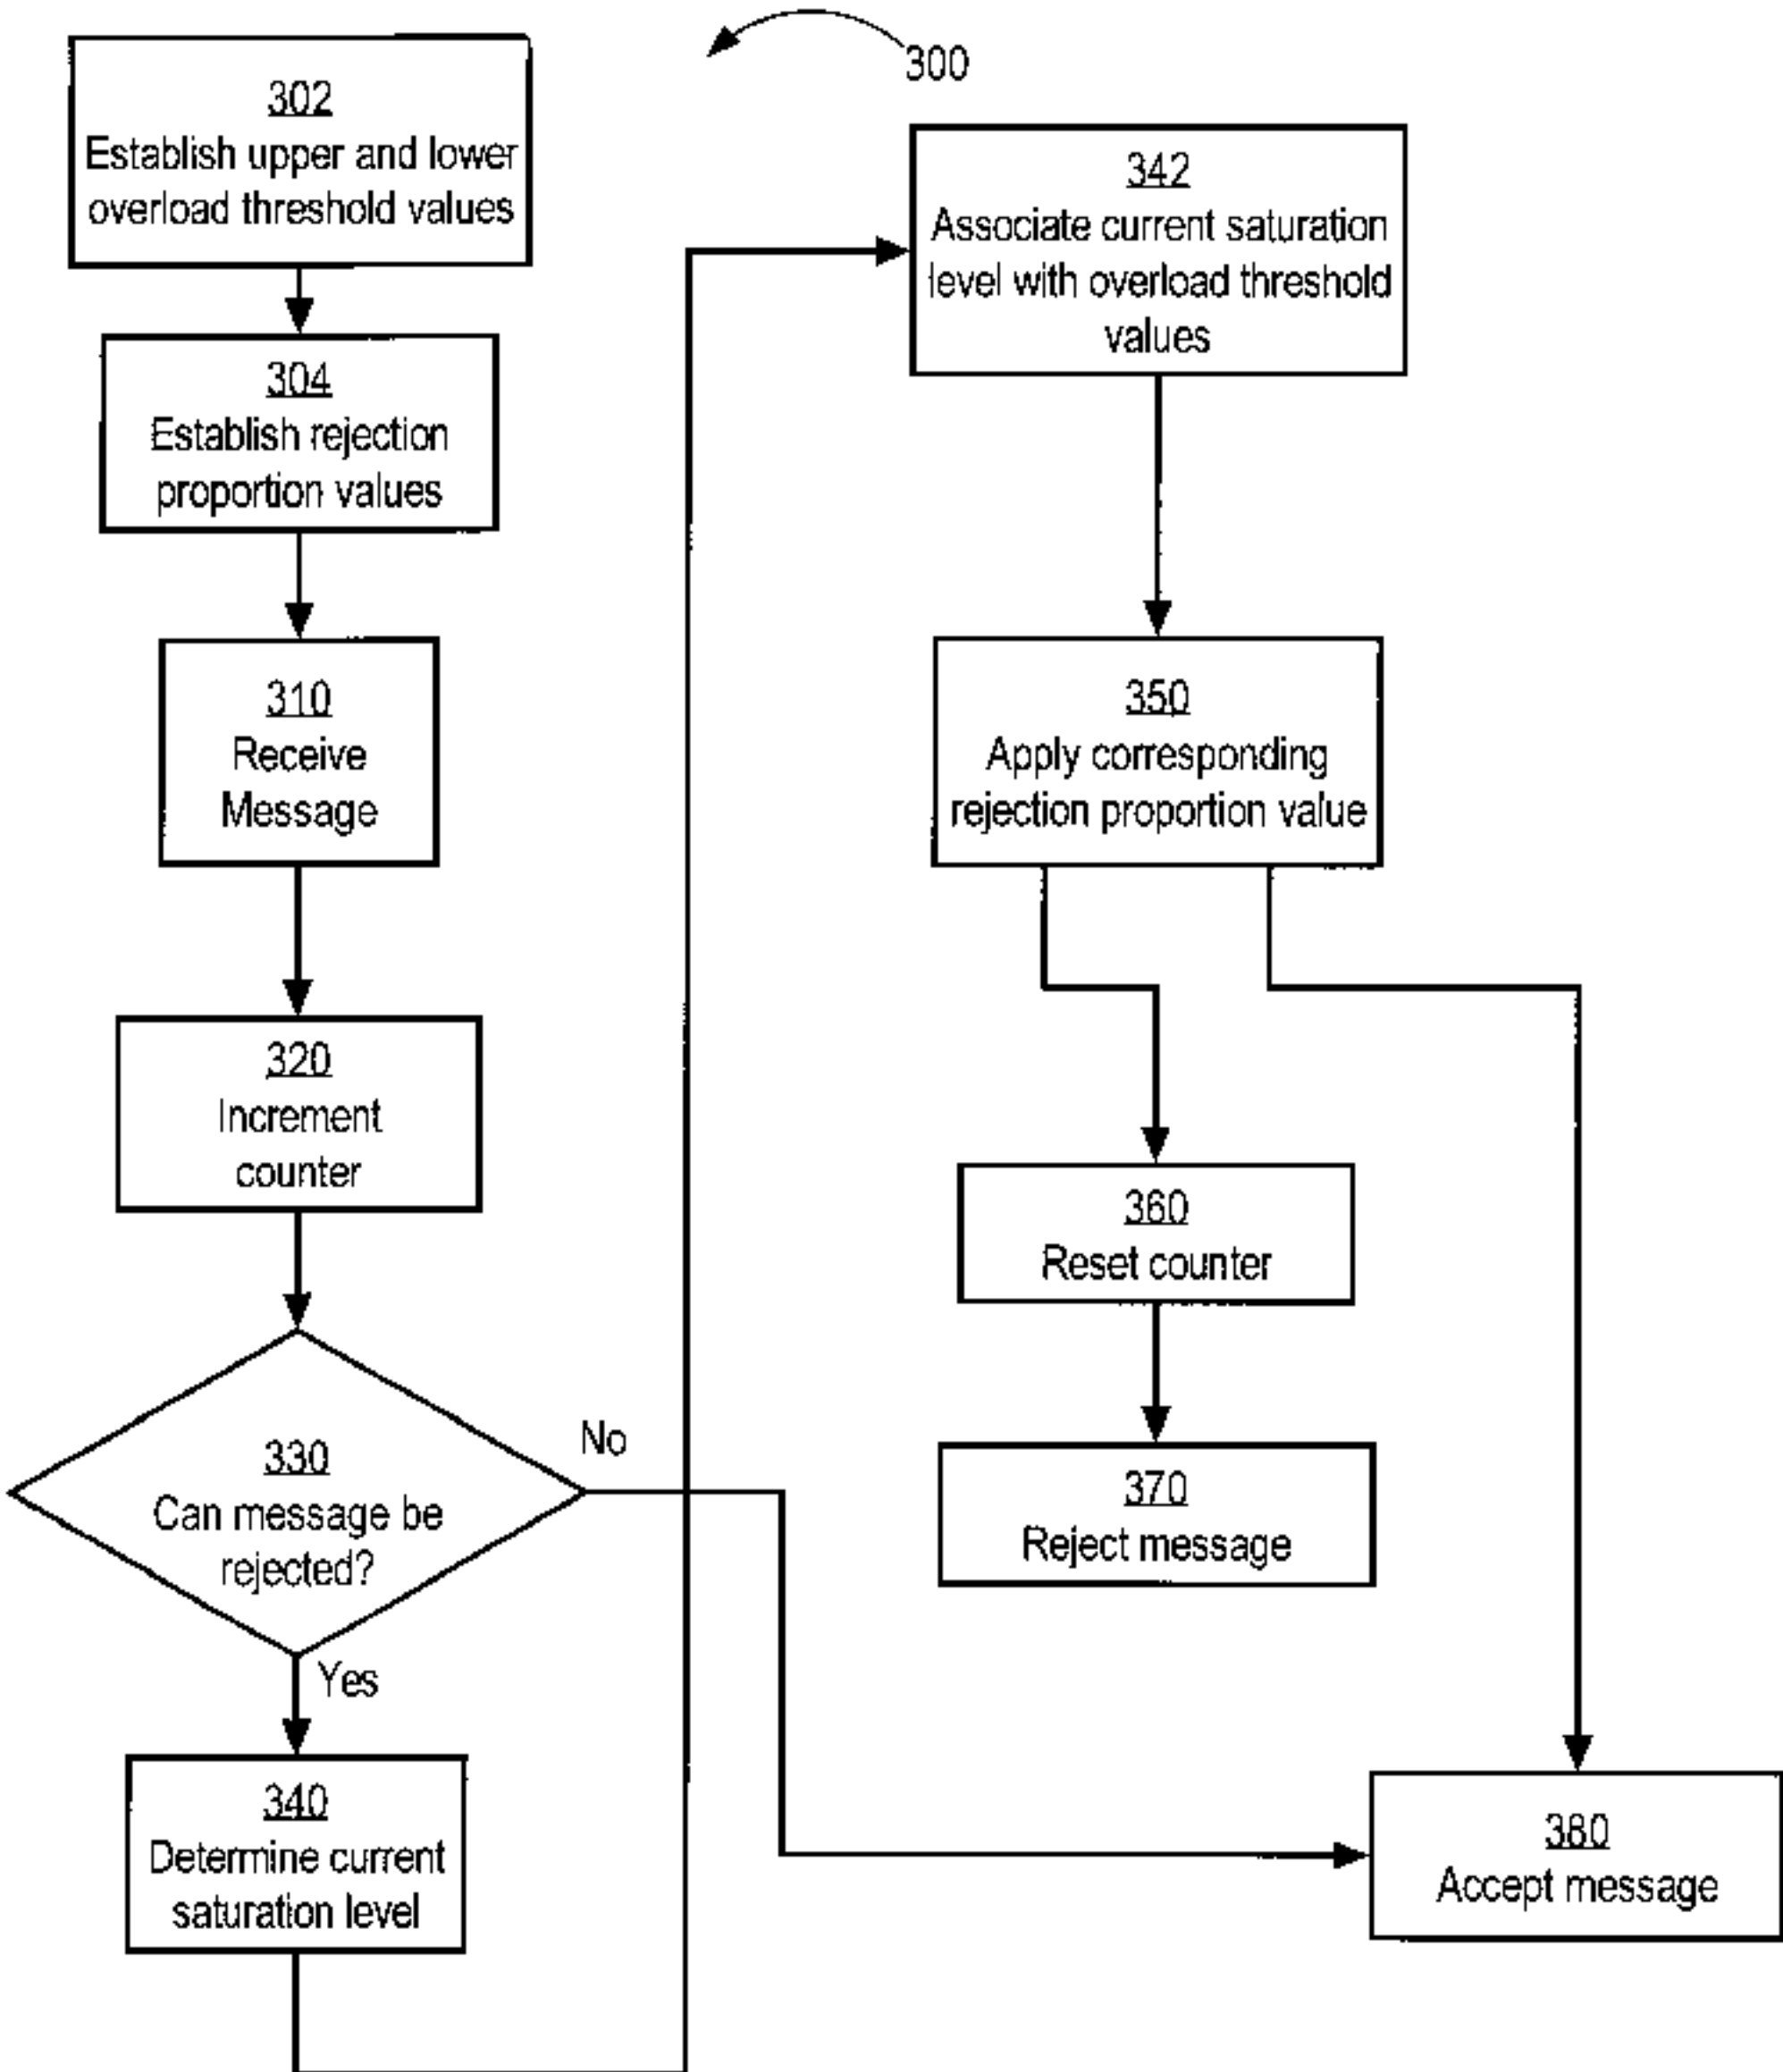 300
302
Establish upper and lower
overload threshold values
304
Establish rejection
proportion values
310
Receive
Message
320
Increment
counter
330
Can message be
rejected?
No
Yes
340
Determine current
saturation level
342
Associate current saturation
level with overload threshold
values
350
Apply corresponding
rejection proportion value
360
Reset counter
370
Reject message
380
Accept message